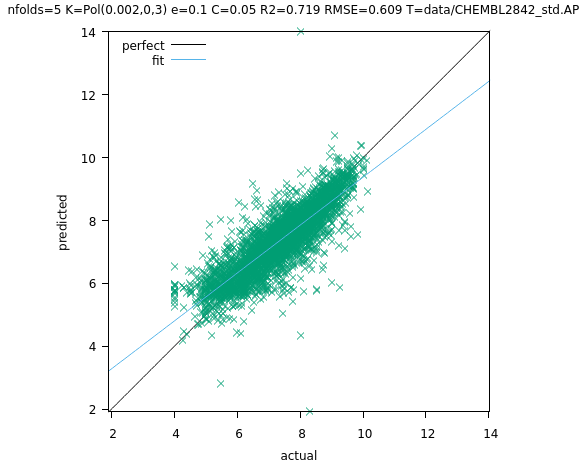 nfolds=5 K=Pol(0.002,0,3) e=0.1 C=0.05 R2=0.719 RMSE=0.609 T=data/CHEMBL2842_std.AP
perfect
fit
14
12
10
8
6
4
2
predicted
2 4 6 8 10 12 14
actual